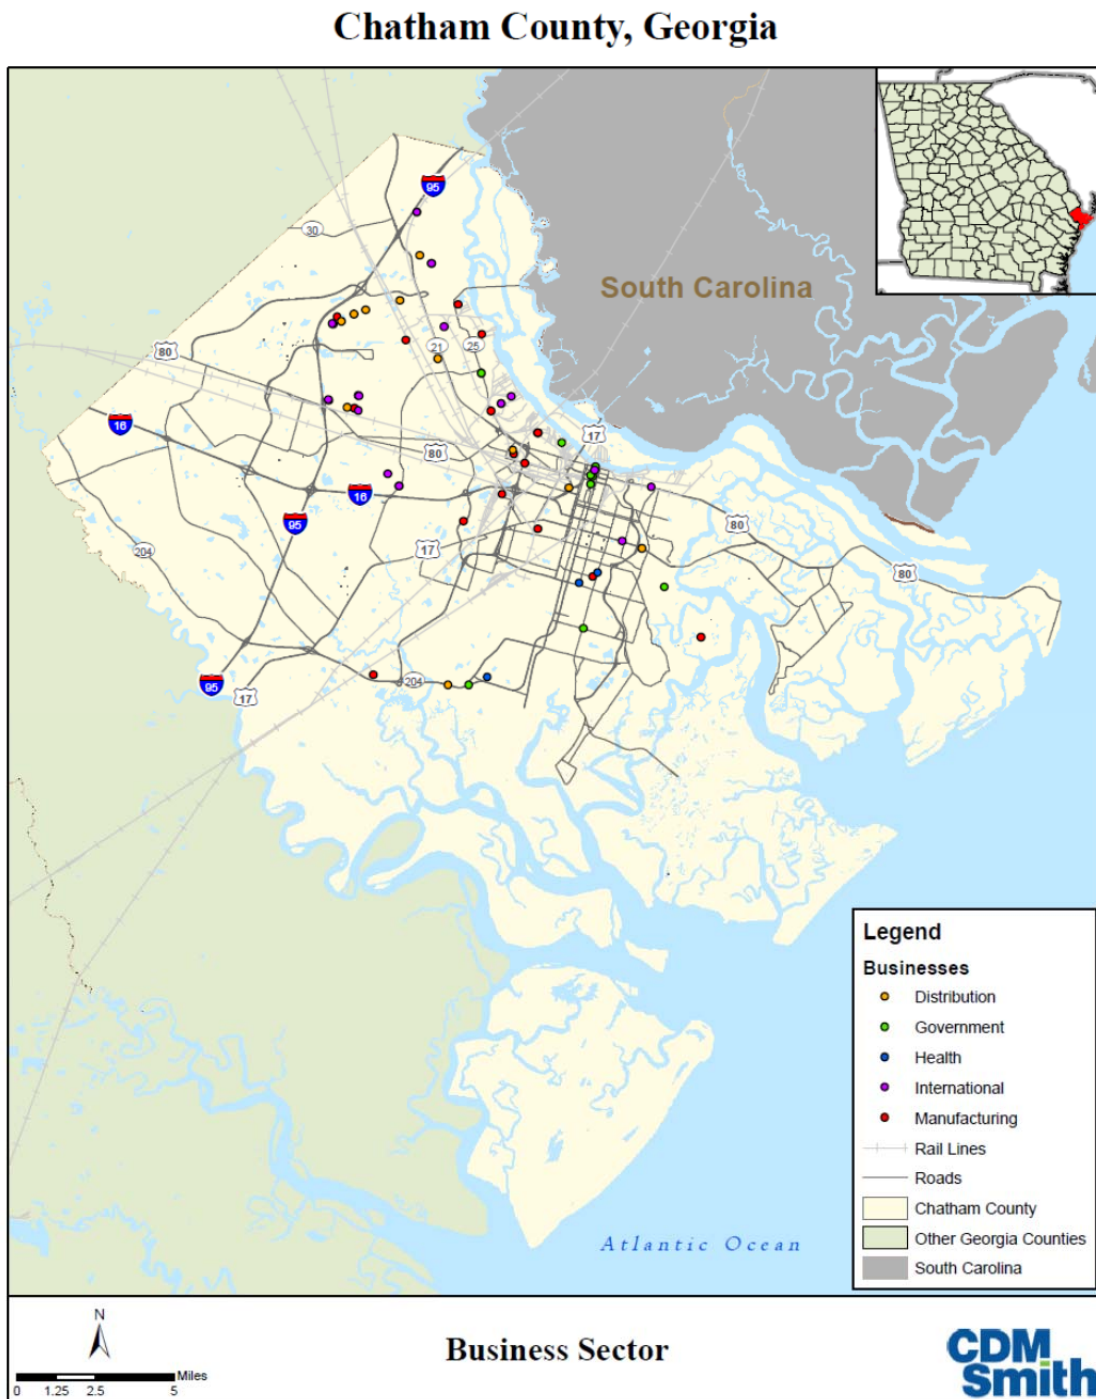 Chatham County, Georgia
95
30
South Carolina
80
21
25
16
17
80
16
95
204
17
80
80
95
17
204
Legend
Businesses
Distribution
Government
Health
International
Manufacturing
Rail Lines
Roads
Chatham County
Other Georgia Counties
South Carolina
Atlantic Ocean
N
Business Sector
CDM
Smith
Miles
0 1.25 2.5 5